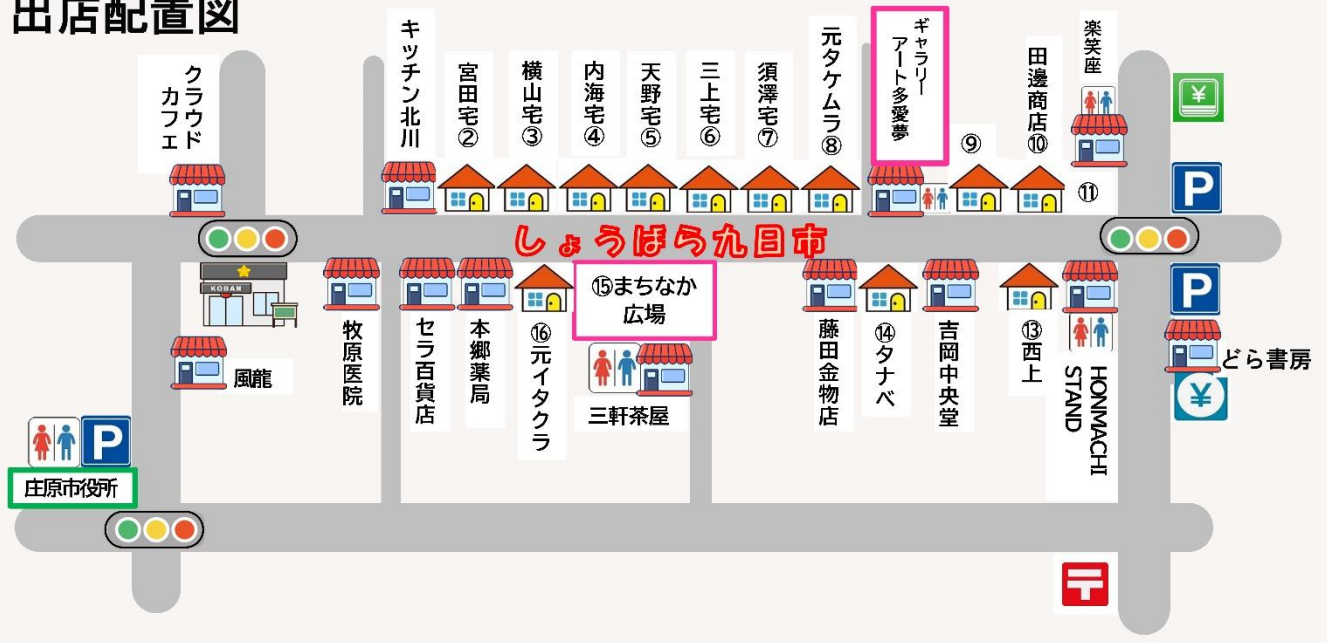 出店配置図
クラウド
カフェ
キッチン北川
宮田宅②
横山宅③
内海宅④
天野宅⑤
三上宅⑥
須澤宅⑦
元タケムラ⑧
ギャラリー
アート多愛夢
⑨
田邊商店⑩
楽笑座
⑪
¥
P
しょうばら九日市
KOBAN
牧原医院
セラ百貨店
本郷薬局
⑯元イタクラ
⑮まちなか
広場
三軒茶屋
藤田金物店
⑭タナベ
吉岡中央堂
⑬西上
HONMACHI
STAND
P
どら書房
¥
風龍
P
庄原市役所
〒